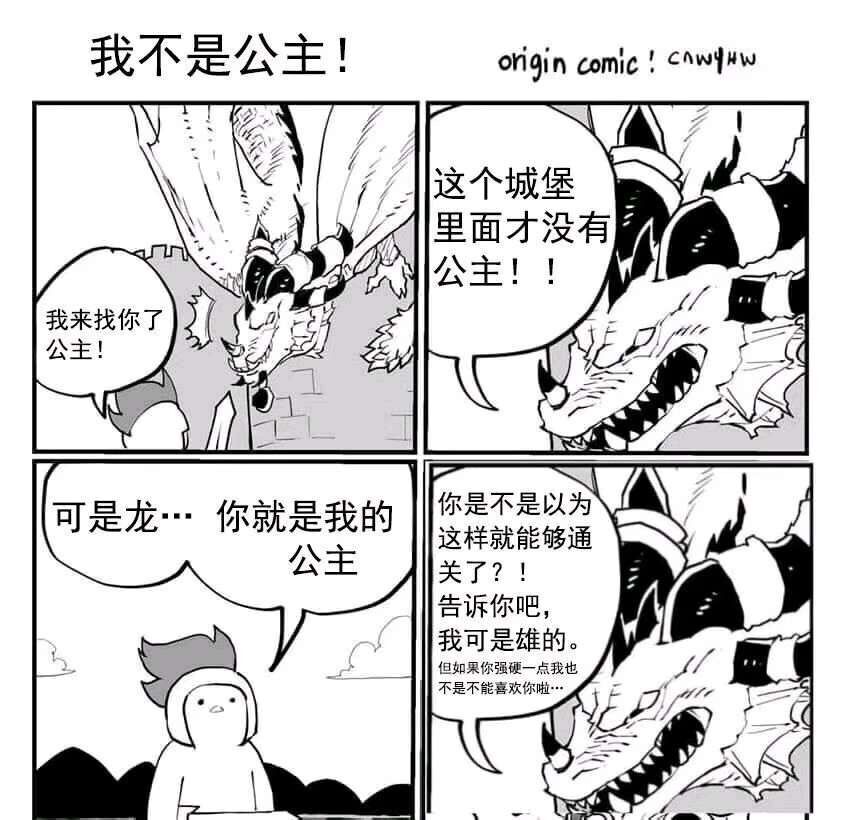 我不是公主！
origin comic！
我来找你了
公主！
这个城堡
里面才没有
公主！！
可是龙… 你就是我的
公主
你是不是以为
这样就能够通
关了？！
告诉你吧，
我可是雄的。
但如果你强硬一点我也
不是不能喜欢你啦…